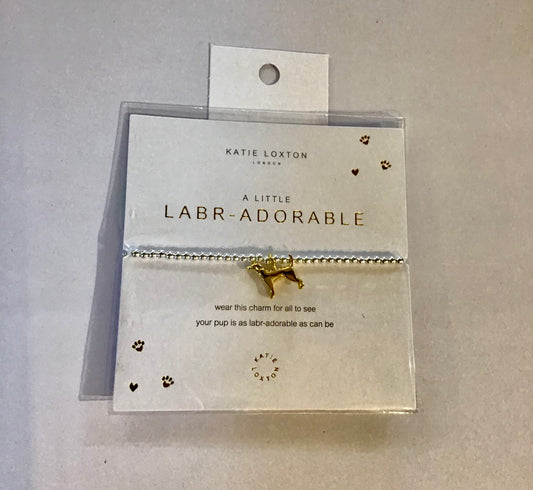 KATIE LOXTON
LONDON
A LITTLE
LABR-ADORABLE
wear this charm for all to see
your pup is as labr-adorable as can be
KATIE
LOXTON